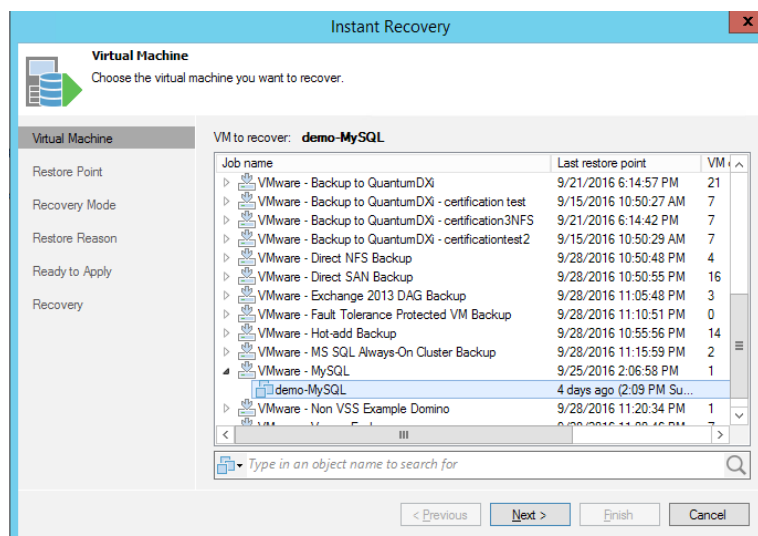 Instant Recovery
x
Virtual Machine
Choose the virtual machine you want to recover.
Virtual Machine
Restore Point
Recovery Mode
Restore Reason
Ready to Apply
Recovery
VM to recover: demo-MySQL
Job name Last restore point VM
VMware - Backup to QuantumDXi 9/21/2016 6:14:57 PM 21
VMware - Backup to QuantumDXi - certification test 9/15/2016 10:50:27 AM 7
VMware - Backup to QuantumDXi - certification3NFS 9/21/2016 6:14:42 PM 7
VMware - Backup to QuantumDXi - certificationtest2 9/15/2016 10:50:29 AM 7
VMware - Direct NFS Backup 9/28/2016 10:50:48 PM 4
VMware - Direct SAN Backup 9/28/2016 10:50:55 PM 16
VMware - Exchange 2013 DAG Backup 9/28/2016 11:05:48 PM 3
VMware - Fault Tolerance Protected VM Backup 9/28/2016 11:10:51 PM 0
VMware - Hot-add Backup 9/28/2016 10:55:56 PM 14
VMware - MS SQL Always-On Cluster Backup 9/28/2016 11:15:59 PM 2
VMware - MySQL 9/25/2016 2:06:58 PM 1
demo-MySQL 4 days ago (2:09 PM Su...
VMware - Non VSS Example Domino 9/28/2016 11:20:34 PM 1
Type in an object name to search for
< Previous Next > Finish Cancel